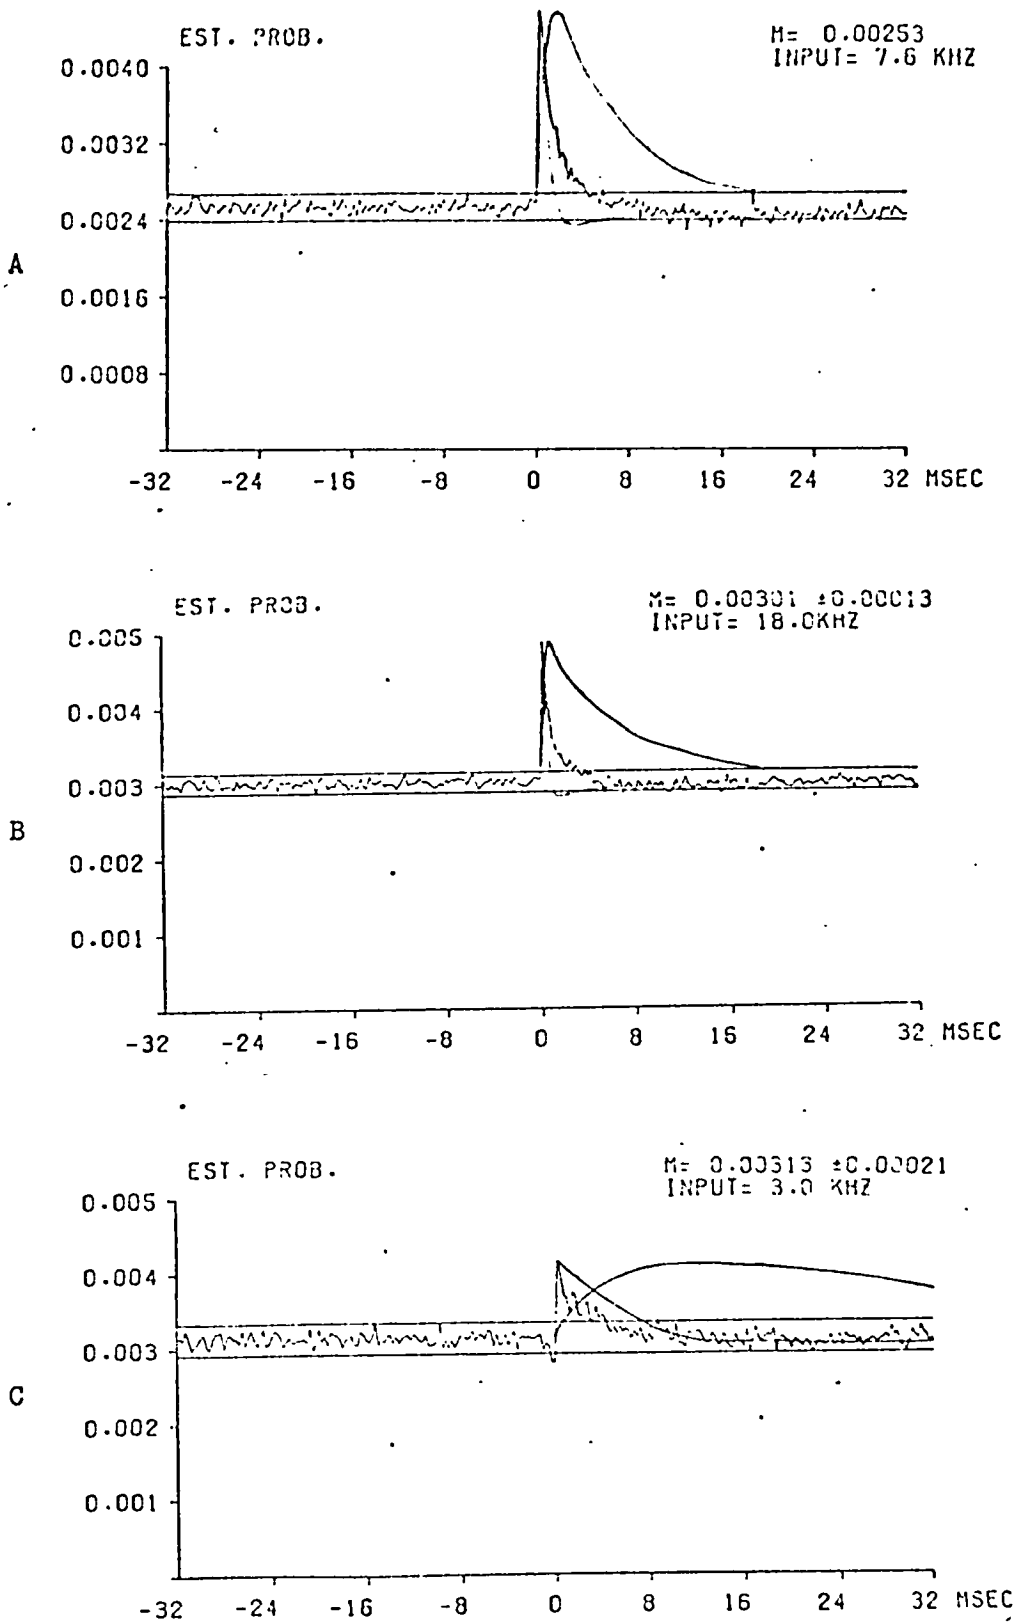 EST. PROB.
M= 0.00253
INPUT= 7.6 KHZ
0.0040
0.0032
0.0024
A
0.0016
0.0008
-32 -24 -16 -8 0 8 16 24 32 MSEC
EST. PROB.
M= 0.00301 ±0.00013
INPUT= 18.0KHZ
0.005
0.004
0.003
B
0.002
0.001
-32 -24 -16 -8 0 8 16 24 32 MSEC
EST. PROB.
M= 0.00313 ±0.00021
INPUT= 3.0 KHZ
0.005
0.004
0.003
C
0.002
0.001
-32 -24 -16 -8 0 8 16 24 32 MSEC